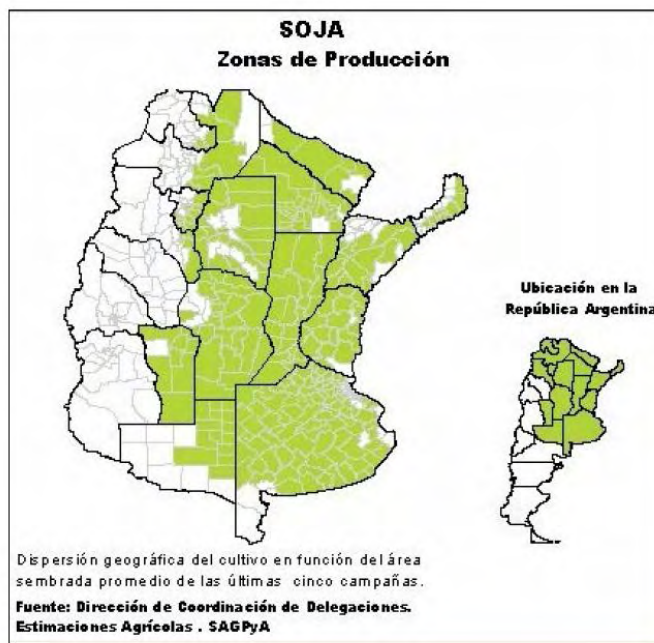 SOJA
Zonas de Producción
Ubicación en la
República Argentina
Dispersión geográfica del cultivo en función del área
sembrada promedio de las últimas cinco campañas.
Fuente: Dirección de Coordinación de Delegaciones.
Estimaciones Agrícolas . SAGPyA